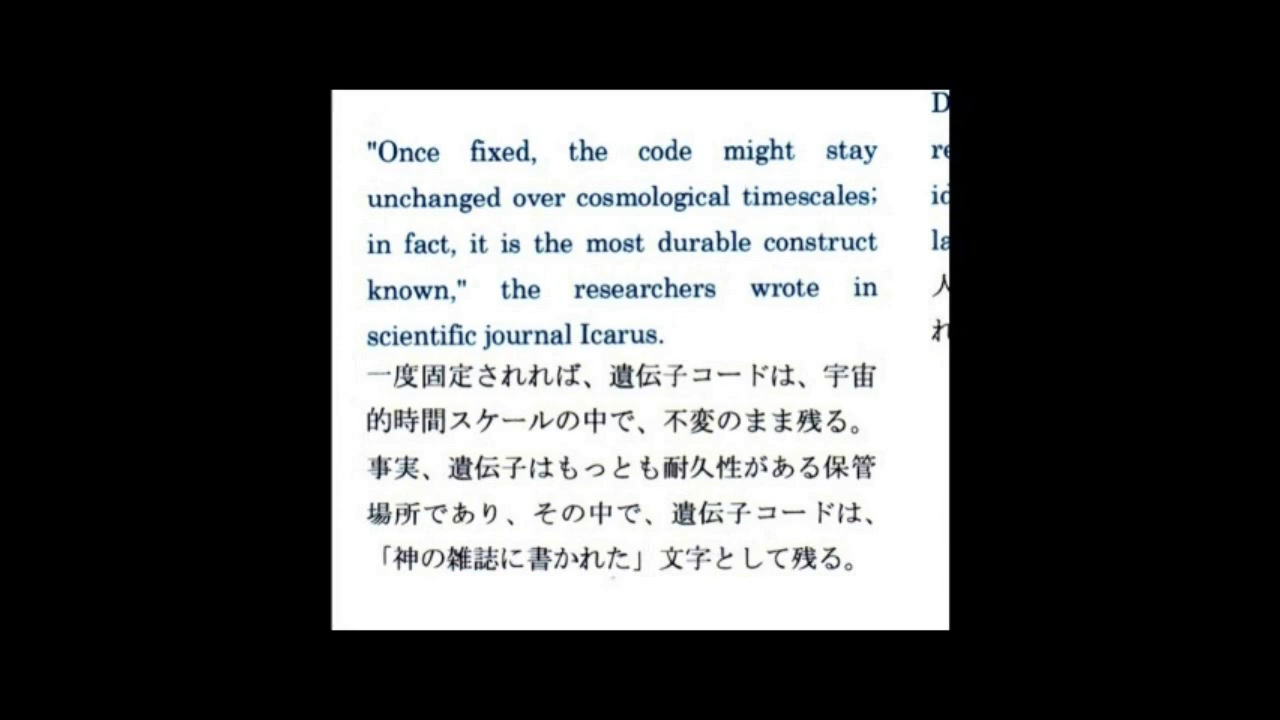 "Once fixed, the code might stay
unchanged over cosmological timescales;
in fact, it is the most durable construct
known," the researchers wrote in
scientific journal Icarus.
一度固定されれば、遺伝子コードは、宇宙
的時間スケールの中で、不変のまま残る。
事実、遺伝子はもっとも耐久性がある保管
場所であり、その中で、遺伝子コードは、
「神の雑誌に書かれた」文字として残る。
D
re
id
la
人
れ